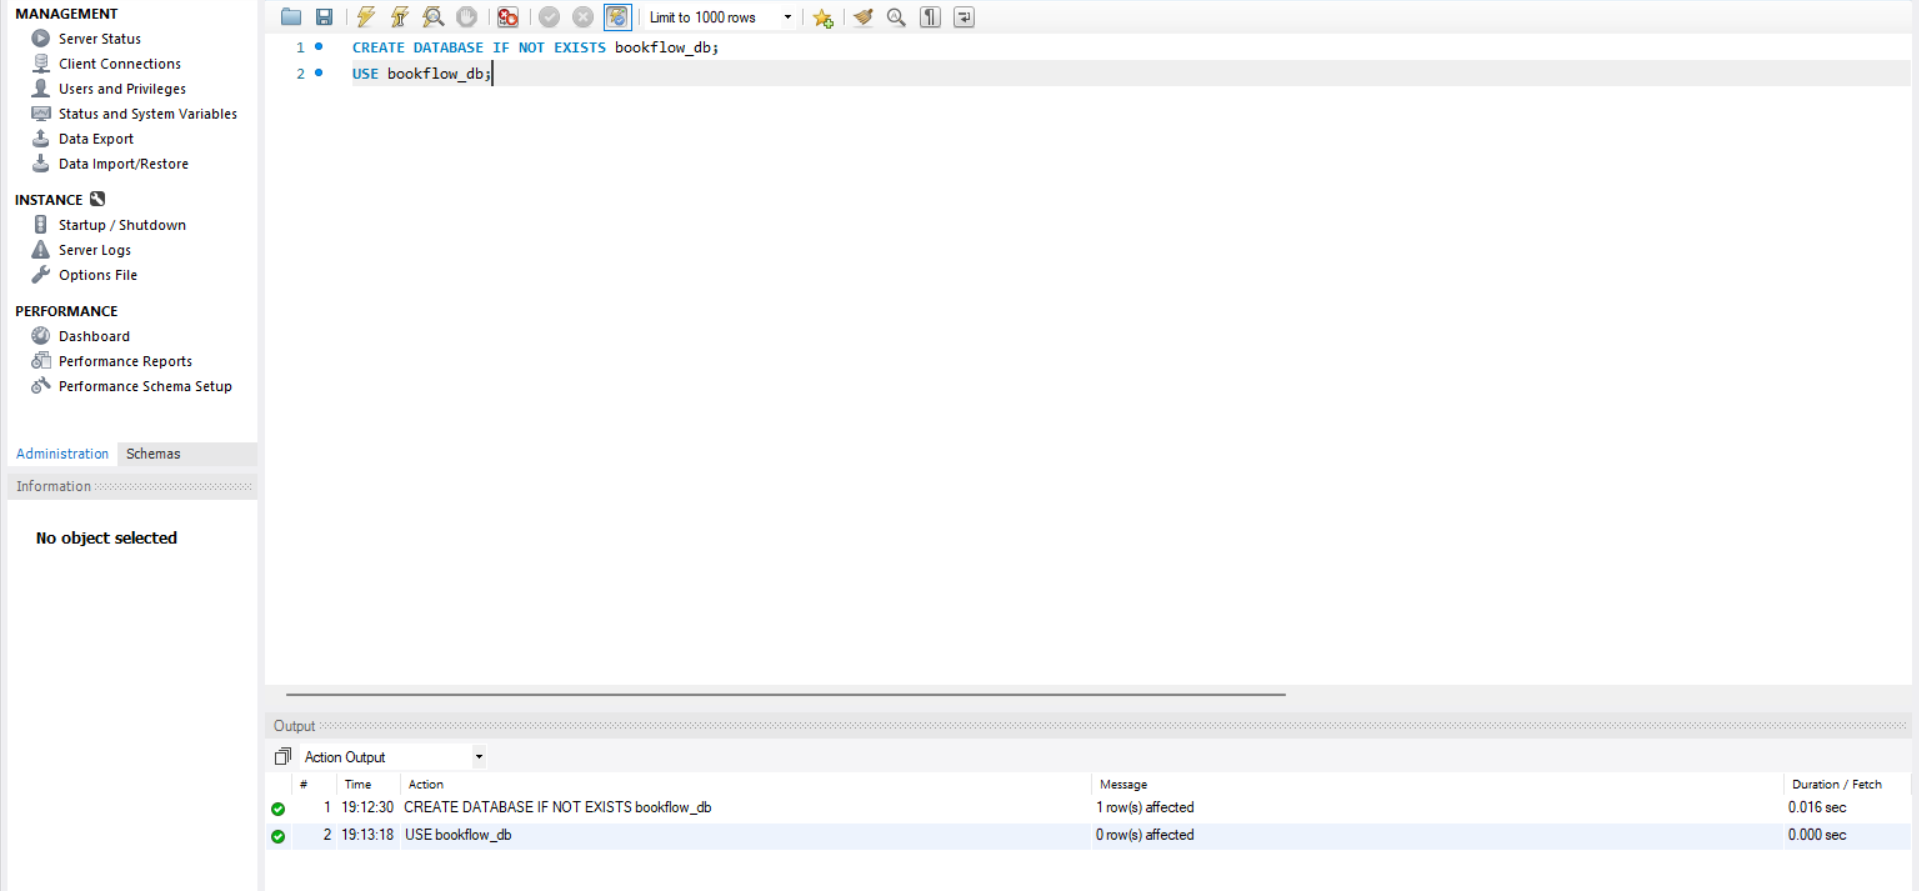 MANAGEMENT
Server Status
Client Connections
Users and Privileges
Status and System Variables
Data Export
Data Import/Restore
INSTANCE
Startup / Shutdown
Server Logs
Options File
PERFORMANCE
Dashboard
Performance Reports
Performance Schema Setup
Administration Schemas
Information
No object selected
Limit to 1000 rows
1 CREATE DATABASE IF NOT EXISTS bookflow_db;
2 USE bookflow_db;
Output
Action Output
# Time Action Message Duration / Fetch
1 19:12:30 CREATE DATABASE IF NOT EXISTS bookflow_db 1 row(s) affected 0.016 sec
2 19:13:18 USE bookflow_db 0 row(s) affected 0.000 sec